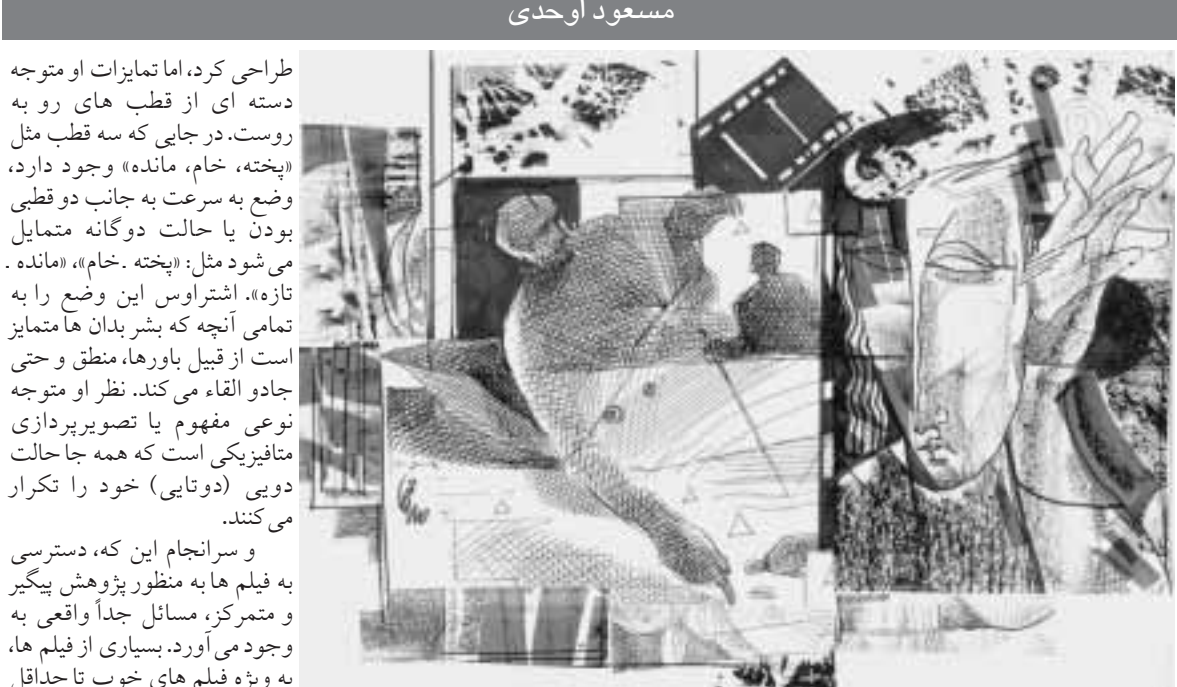 مسعود اوحدی
طراحی کرد، اما تمایزات او متوجه
دسته ای از قطب های رو به
روست. در جایی که سه قطب مثل
«پخته، خام، مانده» وجود دارد،
وضع به سرعت به جانب دو قطبی
بودن یا حالت دوگانه متمایل
می شود مثل: «پخته ـ خام»، «مانده ـ
تازه». اشتراوس این وضع را به
تمامی آنچه که بشر بدان ها متمایز
است از قبیل باورها، منطق و حتی
جادو القاء می کند. نظر او متوجه
نوعی مفهوم یا تصویرپردازی
متافیزیکی است که همه جا حالت
دویی (دوتایی) خود را تکرار
می کنند.
و سرانجام این که، دسترسی
به فیلم ها به منظور پژوهش پیگیر
و متمرکز، مسائل جداً واقعی به
وجود می آورد. بسیاری از فیلم ها،
به ویژه فیلم های خوب تا حداقل